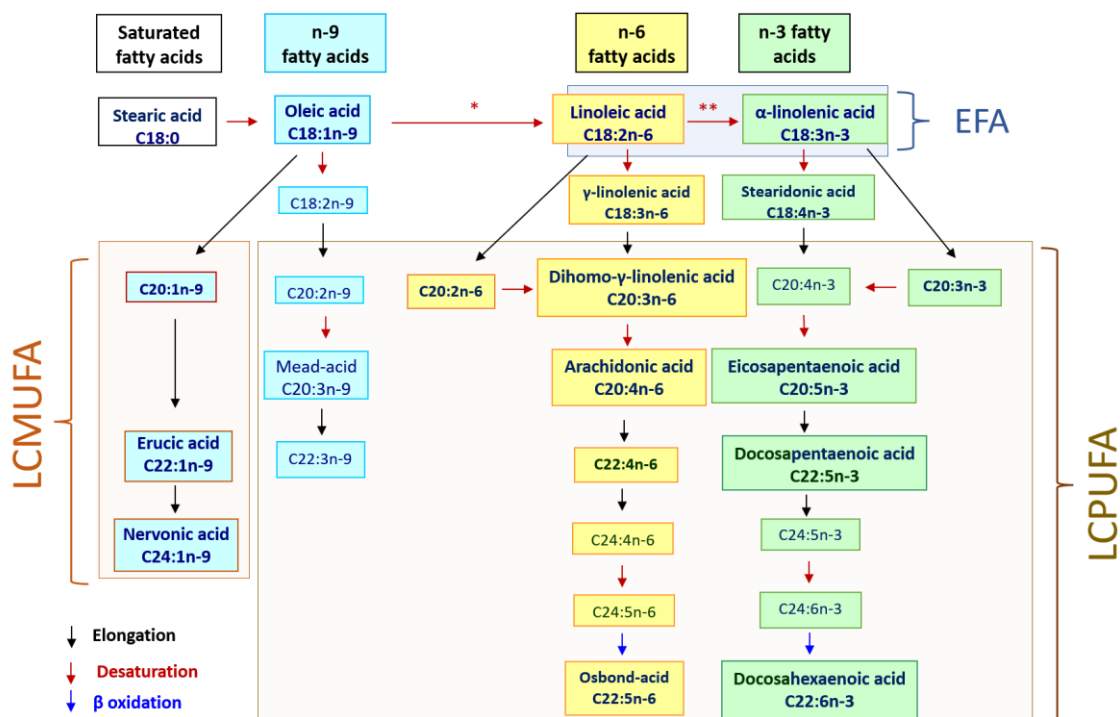 Saturated
fatty acids
n-9
fatty acids
n-6
fatty acids
n-3 fatty
acids
Stearic acid
C18:0
Oleic acid
C18:1n-9
*
Linoleic acid
C18:2n-6
**
α-linolenic acid
C18:3n-3
EFA
C18:2n-9
γ-linolenic acid
C18:3n-6
Stearidonic acid
C18:4n-3
LCMUFA
C20:1n-9
C20:2n-9
C20:2n-6
Dihomo-γ-linolenic acid
C20:3n-6
C20:4n-3
C20:3n-3
LCPUFA
Mead-acid
C20:3n-9
Arachidonic acid
C20:4n-6
Eicosapentaenoic acid
C20:5n-3
Erucic acid
C22:1n-9
C22:3n-9
C22:4n-6
Docosapentaenoic acid
C22:5n-3
Nervonic acid
C24:1n-9
C24:4n-6
C24:5n-3
C24:5n-6
C24:6n-3
Elongation
Desaturation
β oxidation
Osbond-acid
C22:5n-6
Docosahexaenoic acid
C22:6n-3